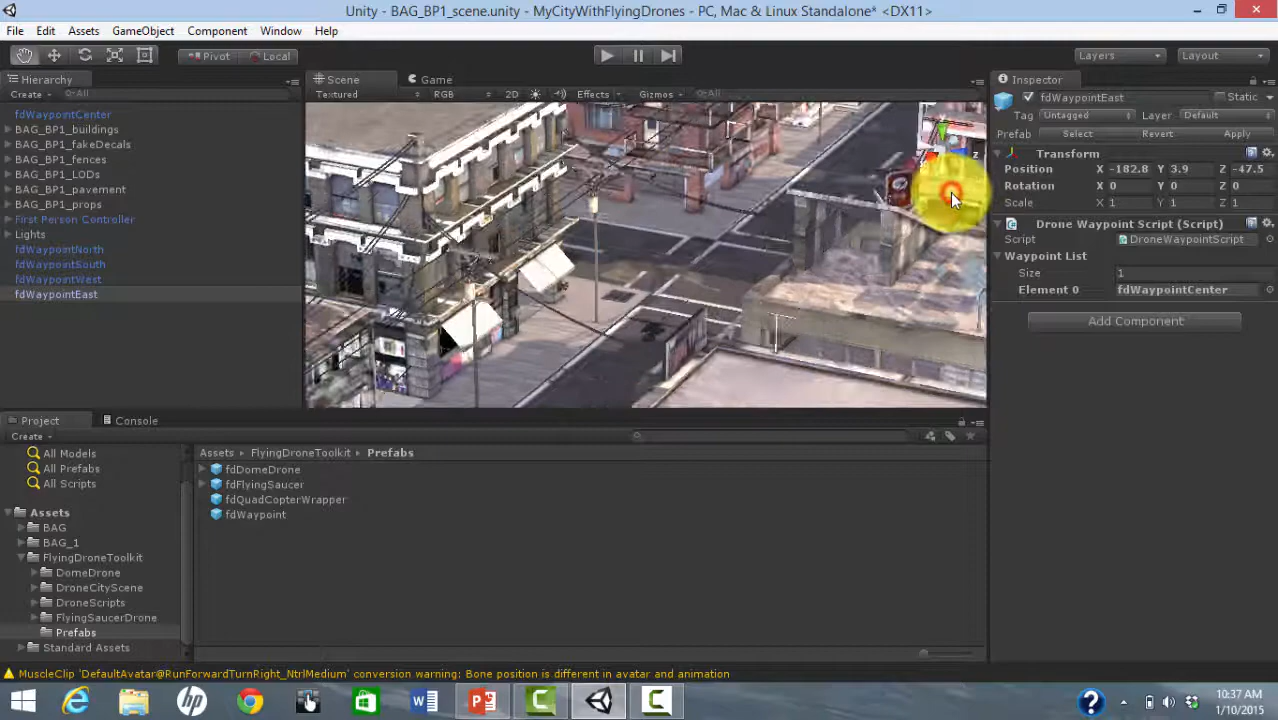 Unity - BAG_BP1_scene.unity - MyCityWithFlyingDrones - PC, Mac & Linux Standalone* <DX11>
File Edit Assets GameObject Component Window Help
Pivot Local Layers Layout
Hierarchy
Create All
fdWaypointCenter
BAG_BP1_buildings
BAG_BP1_fakeDecals
BAG_BP1_fences
BAG_BP1_LODs
BAG_BP1_pavement
BAG_BP1_props
First Person Controller
Lights
fdWaypointNorth
fdWaypointSouth
fdWaypointWest
fdWaypointEast
Scene Game
Textured RGB 2D Effects Gizmos All
z
Inspector
fdWaypointEast Static
Tag Untagged Layer Default
Prefab Select Revert Apply
Transform
Position X -182.8 Y 3.9 Z -47.5
Rotation X 0 Y 0 Z 0
Scale X 1 Y 1 Z 1
Drone Waypoint Script (Script)
Script DroneWaypointScript
Waypoint List
Size 1
Element 0 fdWaypointCenter
Add Component
Project Console
Create
All Models
All Prefabs
All Scripts
Assets
BAG
BAG_1
FlyingDroneToolkit
DomeDrone
DroneCityScene
DroneScripts
FlyingSaucerDrone
Prefabs
Standard Assets
Assets FlyingDroneToolkit Prefabs
fdDomeDrone
fdFlyingSaucer
fdQuadCopterWrapper
fdWaypoint
MuscleClip 'DefaultAvatar@RunForwardTurnRight_NtrlMedium' conversion warning: Bone position is different in avatar and animation
10:37 AM
1/10/2015